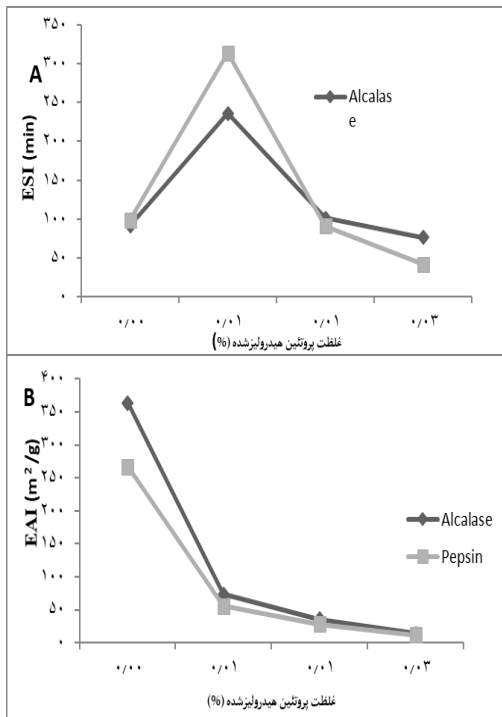 A
ESI (min)
۳۵۰
۳۰۰
۲۵۰
۲۰۰
۱۵۰
۱۰۰
۵۰
۰
Alcalas
e
۰/۰۰ ۰/۰۱ ۰/۰۱ ۰/۰۳
غلظت پروتئین هیدرولیزشده (%)
B
EAI (m²/g)
۴۰۰
۳۵۰
۳۰۰
۲۵۰
۲۰۰
۱۵۰
۱۰۰
۵۰
۰
Alcalase
Pepsin
۰/۰۰ ۰/۰۱ ۰/۰۱ ۰/۰۳
غلظت پروتئین هیدرولیزشده (%)